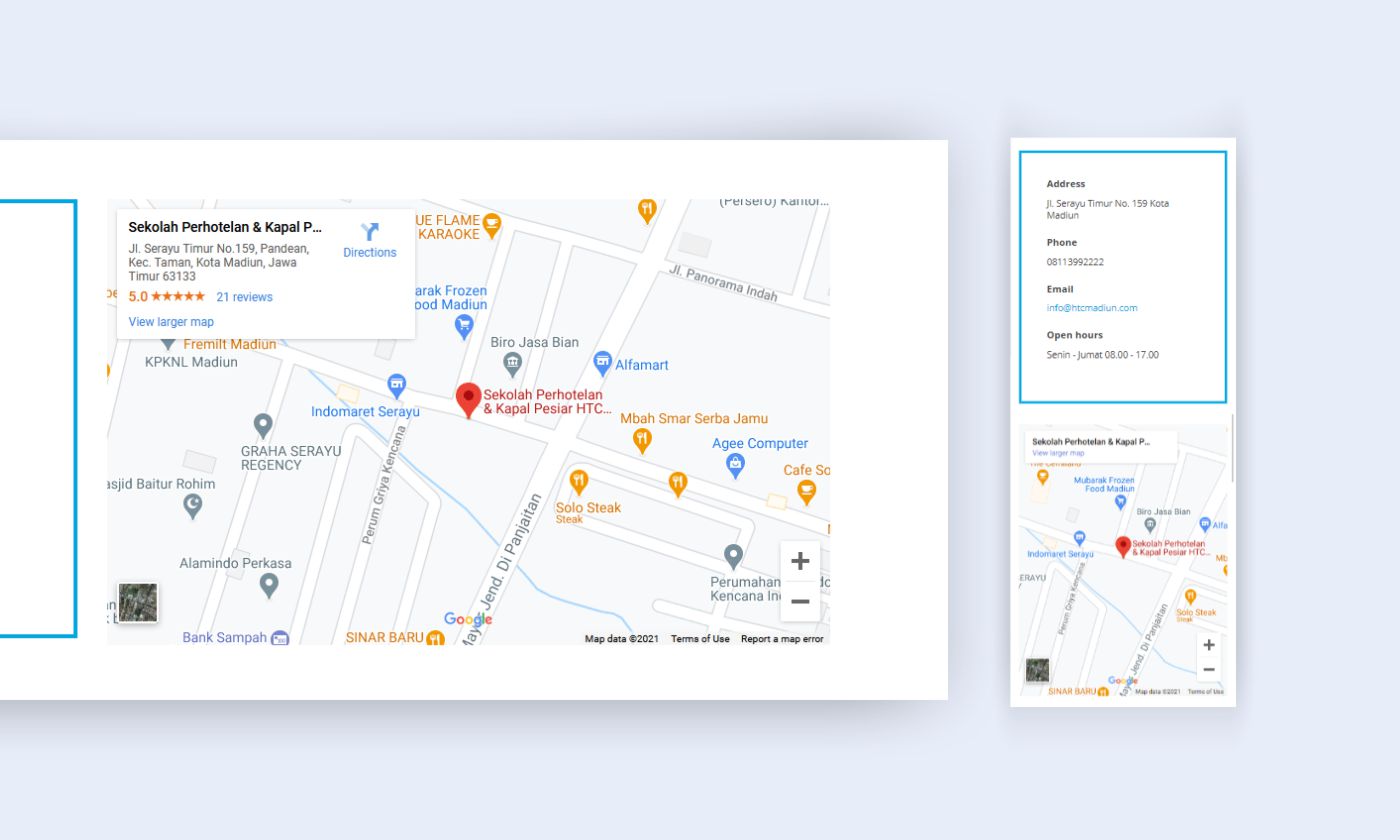 Sekolah Perhotelan & Kapal P...
Jl. Serayu Timur No.159, Pandean,
Kec. Taman, Kota Madiun, Jawa
Timur 63133
Directions
5.0 ★★★★★ 21 reviews
View larger map
UE FLAME
KARAOKE
(Persero) Kantor...
Jl. Panorama Indah
arak Frozen
ood Madiun
Fremilt Madiun
KPKNL Madiun
Biro Jasa Bian
Alfamart
Indomaret Serayu
Sekolah Perhotelan
& Kapal Pesiar HTC...
Mbah Smar Serba Jamu
GRAHA SERAYU
REGENCY
Perum Griya Kencana
Agee Computer
Cafe So
asjid Baitur Rohim
Solo Steak
Steak
Jend. Di Panjaitan
Alamindo Perkasa
Perumahan
Kencana
Bank Sampah
SINAR BARU
Google
Map data ©2021 Terms of Use Report a map error
Address
Jl. Serayu Timur No. 159 Kota
Madiun
Phone
08113992222
Email
info@htcmadiun.com
Open hours
Senin - Jumat 08.00 - 17.00
Sekolah Perhotelan & Kapal P...
View larger map
Mubarak Frozen
Food Madiun
Biro Jasa Bian
Alfa
Indomaret Serayu
Sekolah Perhotelan
& Kapal Pesiar HTC...
Mb
ERAYU
Perum Griya Kencana
Solo Steak
Steak
Jend. Di Panjaitan
SINAR BARU
Google
Map data ©2021 Terms of Use